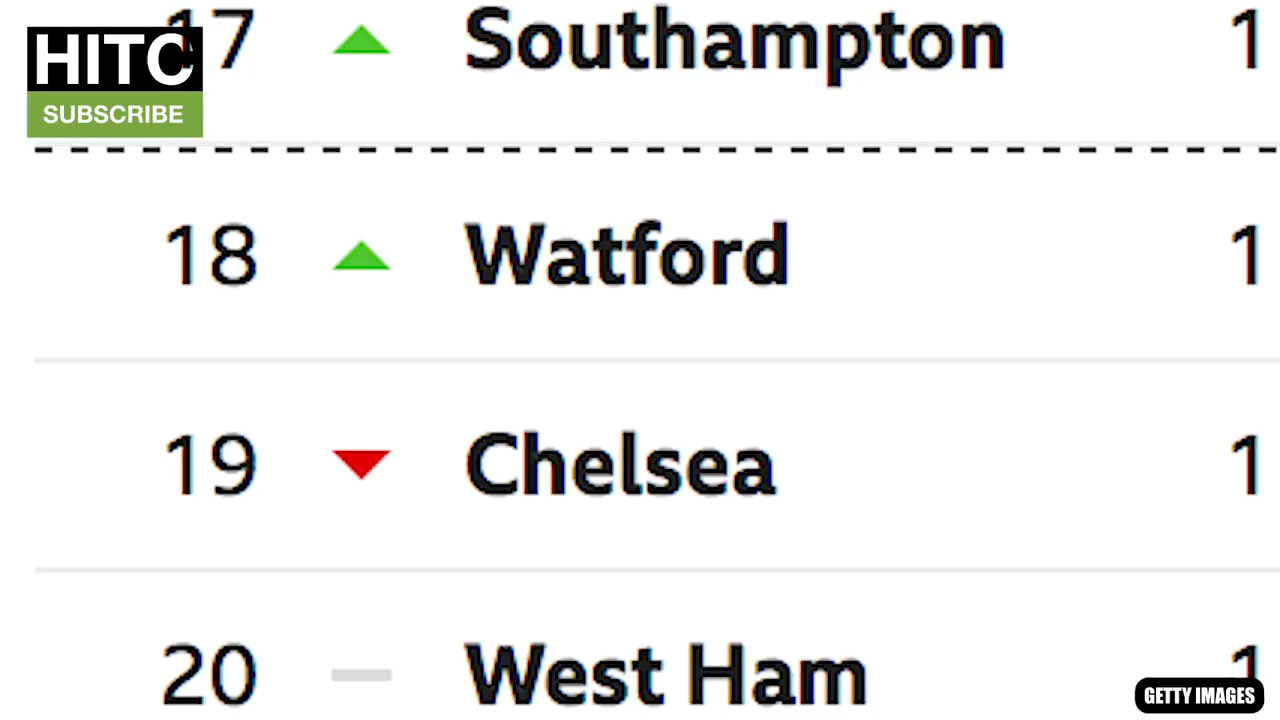 17 Southampton 1
HITC
SUBSCRIBE
18 Watford 1
19 Chelsea 1
20 West Ham 1
GETTY IMAGES